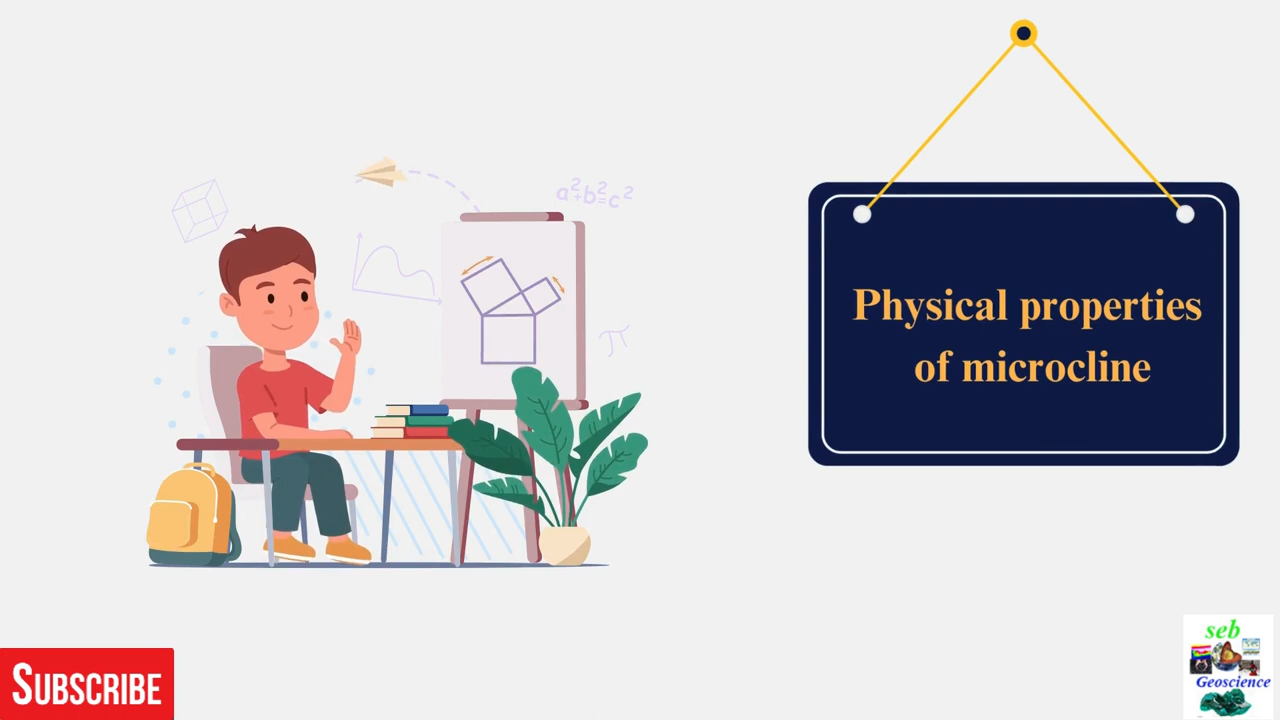 a²+b²=c²
π
Physical properties
of microcline
SUBSCRIBE
seb
Geoscience